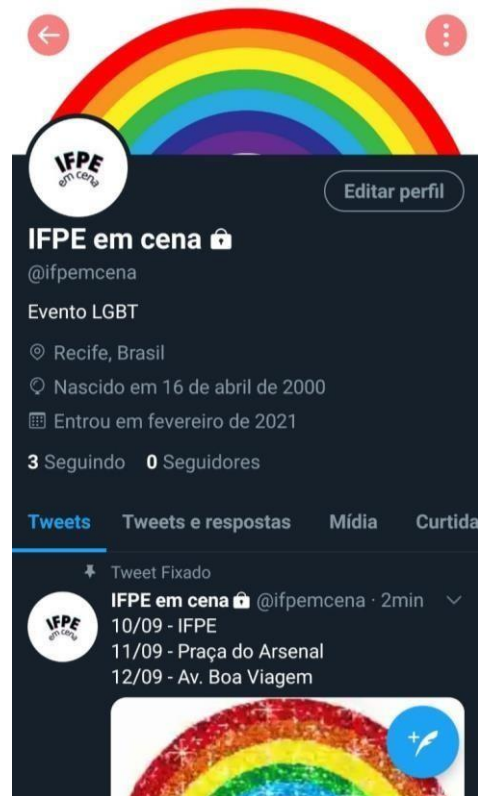 IFPE
em cena
Editar perfil
IFPE em cena
@ifpemcena
Evento LGBT
Recife, Brasil
Nascido em 16 de abril de 2000
Entrou em fevereiro de 2021
3 Seguindo 0 Seguidores
Tweets Tweets e respostas Mídia Curtida
Tweet Fixado
IFPE em cena @ifpemcena · 2min
IFPE
em cena
10/09 - IFPE
11/09 - Praça do Arsenal
12/09 - Av. Boa Viagem